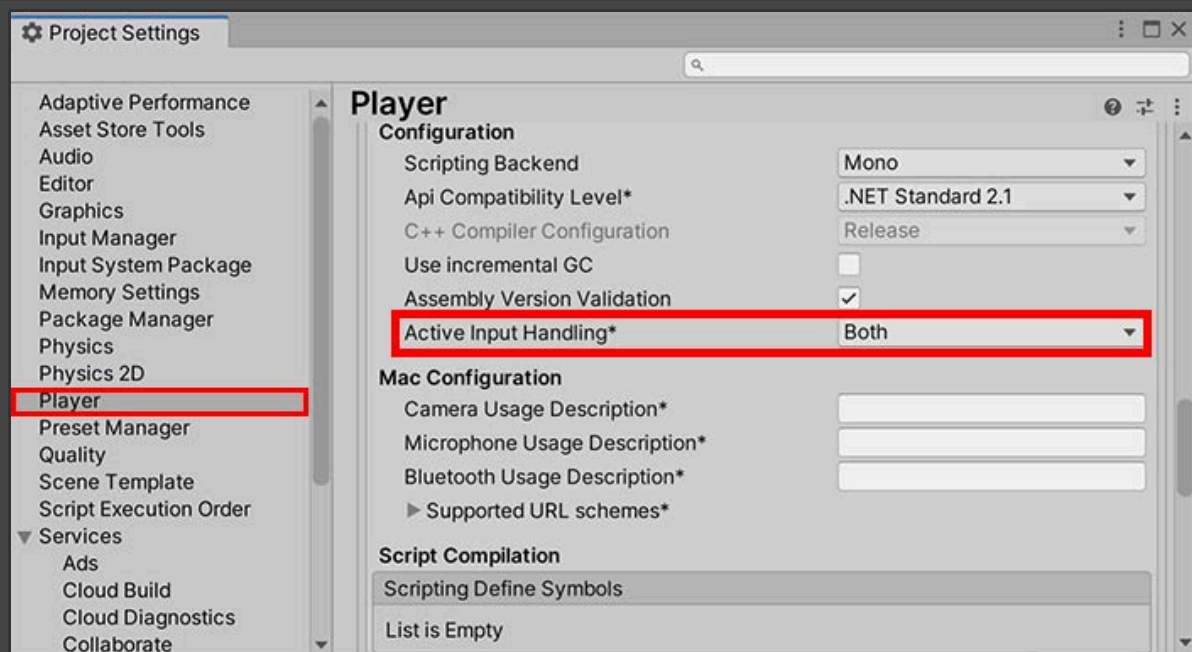 Project Settings
Adaptive Performance
Asset Store Tools
Audio
Editor
Graphics
Input Manager
Input System Package
Memory Settings
Package Manager
Physics
Physics 2D
Player
Preset Manager
Quality
Scene Template
Script Execution Order
Services
Ads
Cloud Build
Cloud Diagnostics
Collaborate
Player
Configuration
Scripting Backend Mono
Api Compatibility Level* .NET Standard 2.1
C++ Compiler Configuration Release
Use incremental GC
Assembly Version Validation
Active Input Handling* Both
Mac Configuration
Camera Usage Description*
Microphone Usage Description*
Bluetooth Usage Description*
Supported URL schemes*
Script Compilation
Scripting Define Symbols
List is Empty